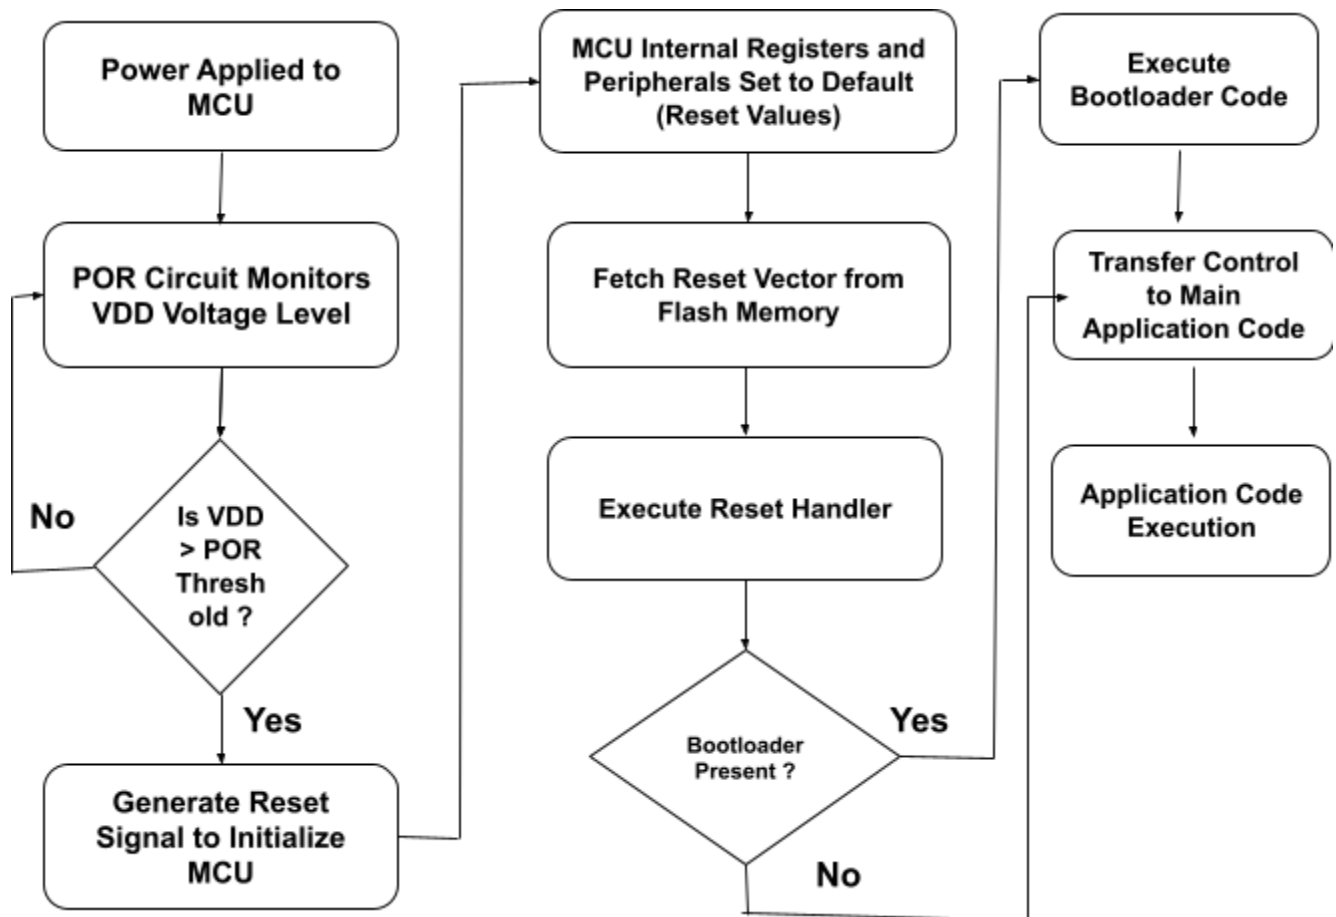 Power Applied to
MCU
POR Circuit Monitors
VDD Voltage Level
No
Is VDD
> POR
Thresh
old ?
Yes
Generate Reset
Signal to Initialize
MCU
MCU Internal Registers and
Peripherals Set to Default
(Reset Values)
Fetch Reset Vector from
Flash Memory
Execute Reset Handler
Bootloader
Present ?
Yes
No
Execute
Bootloader Code
Transfer Control
to Main
Application Code
Application Code
Execution